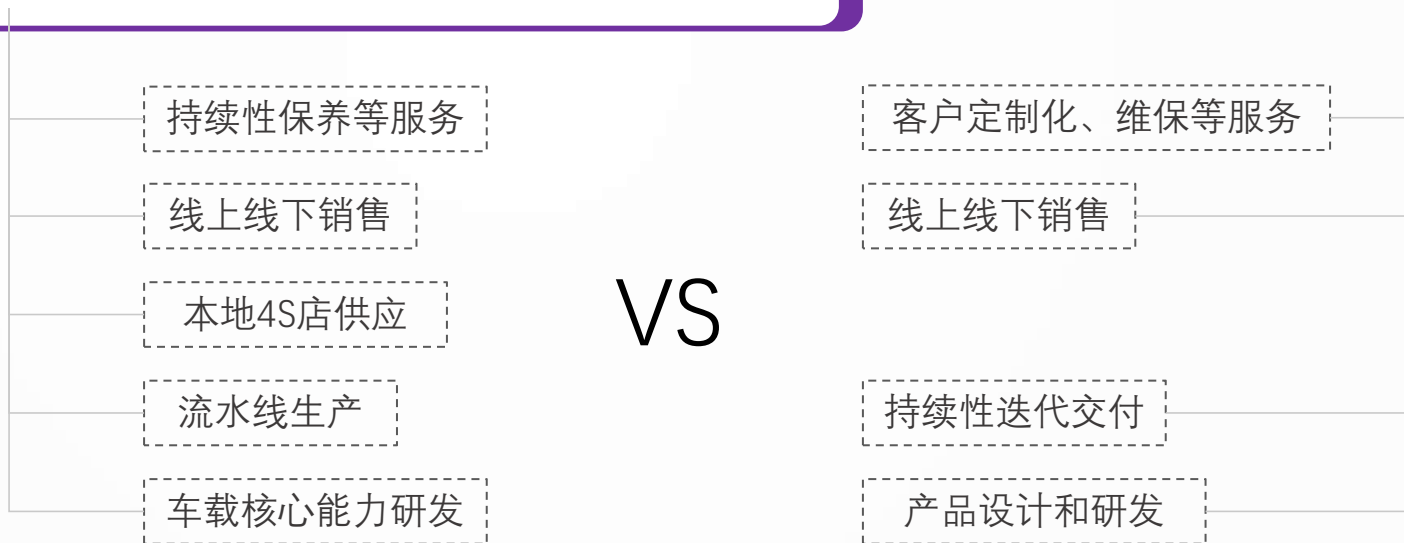 持续性保养等服务
客户定制化、维保等服务
线上线下销售
线上线下销售
本地4S店供应
VS
流水线生产
持续性迭代交付
车载核心能力研发
产品设计和研发